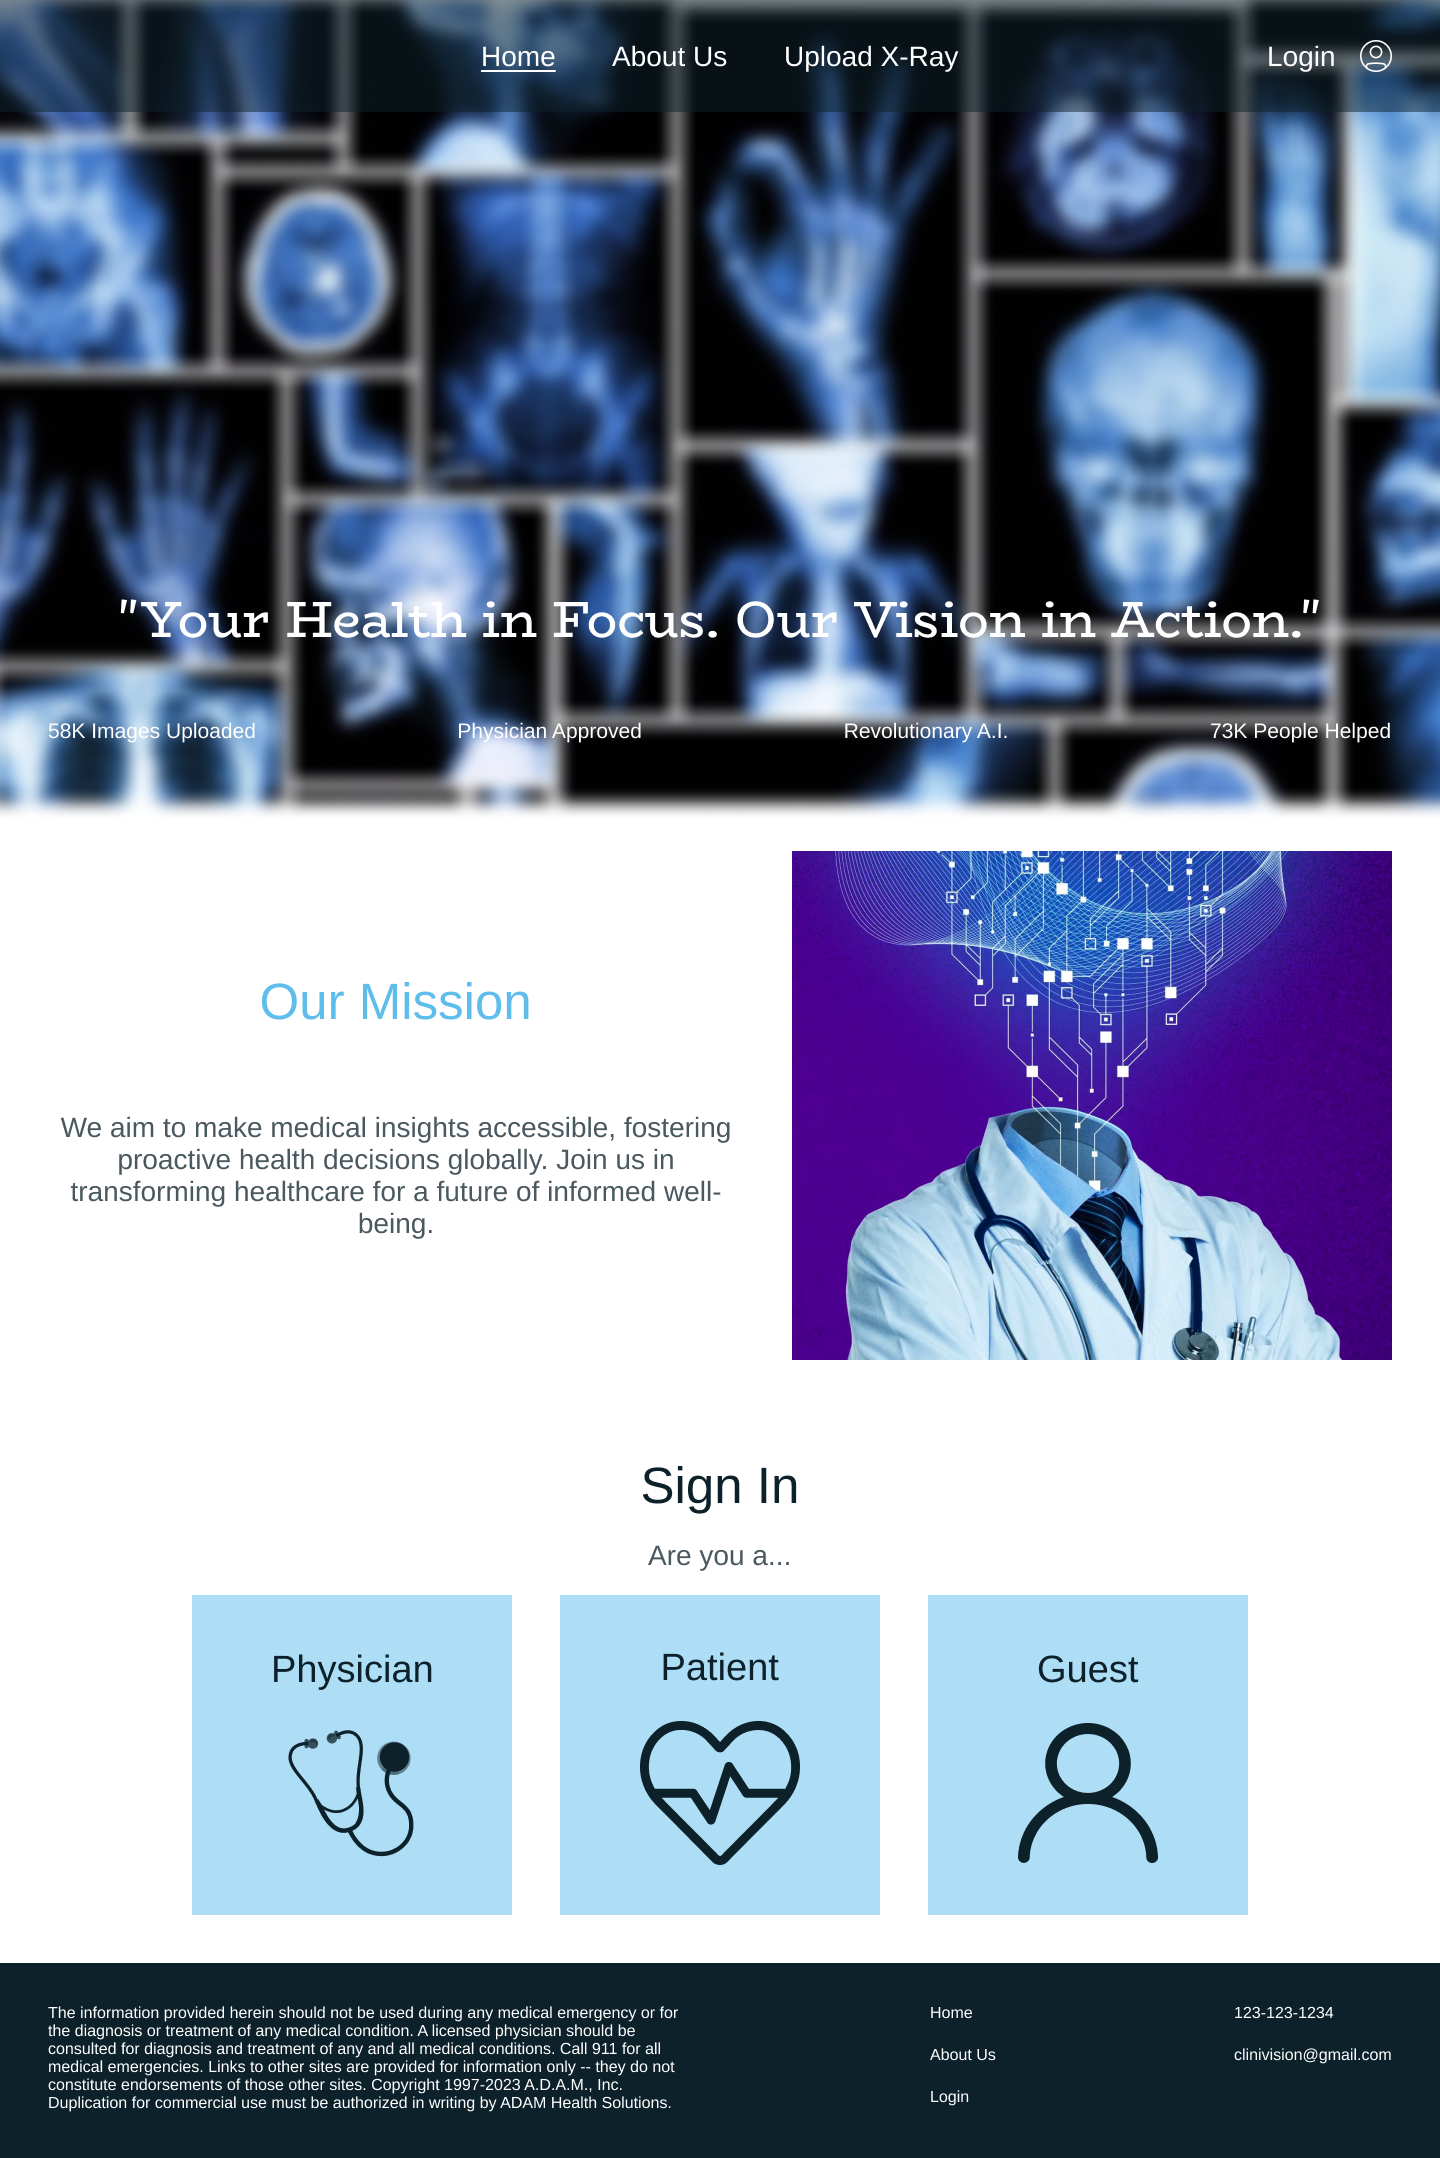 Home About Us Upload X-Ray Login
"Your Health in Focus. Our Vision in Action."
58K Images Uploaded Physician Approved Revolutionary A.I. 73K People Helped
Our Mission
We aim to make medical insights accessible, fostering
proactive health decisions globally. Join us in
transforming healthcare for a future of informed well-
being.
Sign In
Are you a...
Physician
Patient
Guest
The information provided herein should not be used during any medical emergency or for
the diagnosis or treatment of any medical condition. A licensed physician should be
consulted for diagnosis and treatment of any and all medical conditions. Call 911 for all
medical emergencies. Links to other sites are provided for information only -- they do not
constitute endorsements of those other sites. Copyright 1997-2023 A.D.A.M., Inc.
Duplication for commercial use must be authorized in writing by ADAM Health Solutions.
Home
About Us
Login
123-123-1234
clinivision@gmail.com